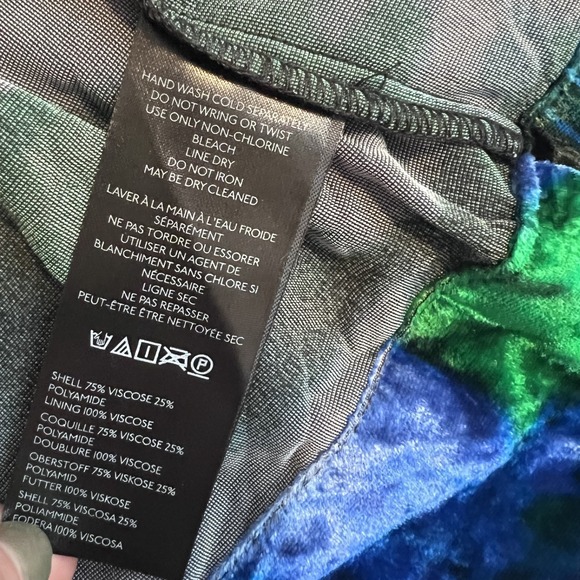 HAND WASH COLD SEPARATELY
DO NOT WRING OR TWIST
USE ONLY NON-CHLORINE
BLEACH
LINE DRY
DO NOT IRON
MAY BE DRY CLEANED
LAVER À LA MAIN À L'EAU FROIDE
SÉPARÉMENT
NE PAS TORDRE OU ESSORER
UTILISER UN AGENT DE
BLANCHIMENT SANS CHLORE SI
NÉCESSAIRE
LIGNE SEC
NE PAS REPASSER
PEUT-ÊTRE ÊTRE NETTOYÉE SEC
P
SHELL 75% VISCOSE 25%
POLYAMIDE
LINING 100% VISCOSE
COQUILLE 75% VISCOSE 25%
POLYAMIDE
DOUBLURE 100% VISCOSE
OBERSTOFF 75% VISKOSE 25%
POLYAMID
FUTTER 100% VISKOSE
SHELL 75% VISCOSA 25%
POLIAMMIDE
FODERA 100% VISCOSA